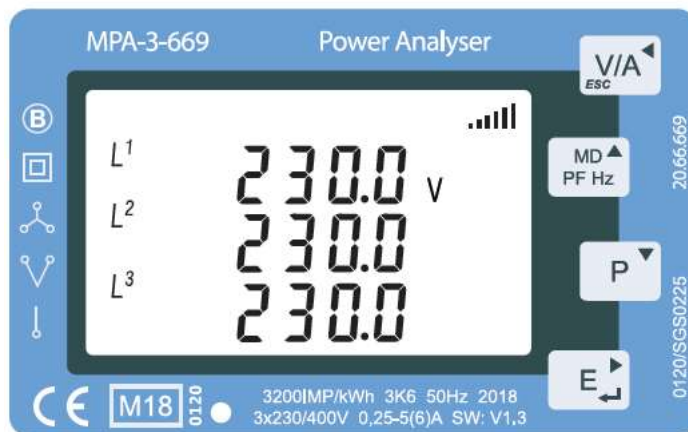 MPA-3-669 Power Analyser
V/A
ESC
B
L1
230.0 V
MD
PF Hz
L2
230.0
P
L3
230.0
E
20.66.669
0120/SGS0225
CE M18 0120
3200IMP/kWh 3K6 50Hz 2018
3x230/400V 0,25-5(6)A SW: V1,3